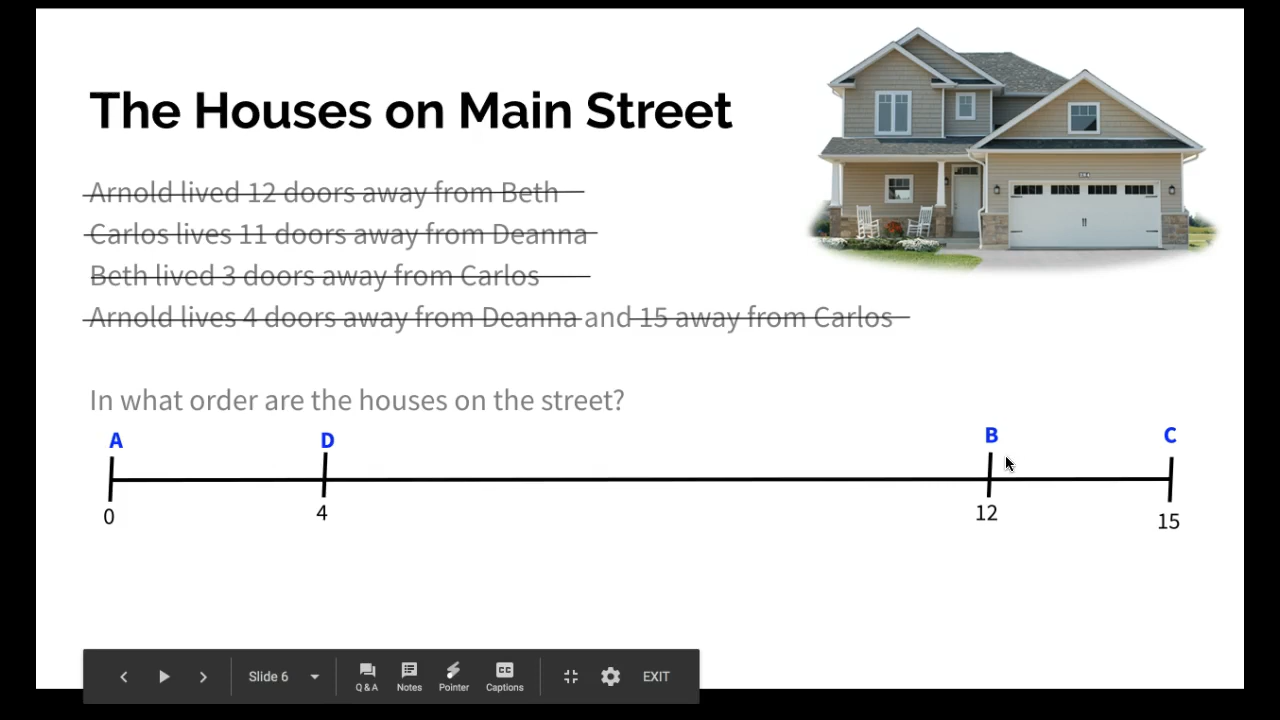 The Houses on Main Street
Arnold lived 12 doors away from Beth
Carlos lives 11 doors away from Deanna
Beth lived 3 doors away from Carlos
Arnold lives 4 doors away from Deanna and 15 away from Carlos
In what order are the houses on the street?
A D B C
0 4 12 15
Slide 6 Q & A Notes Pointer CC Captions EXIT